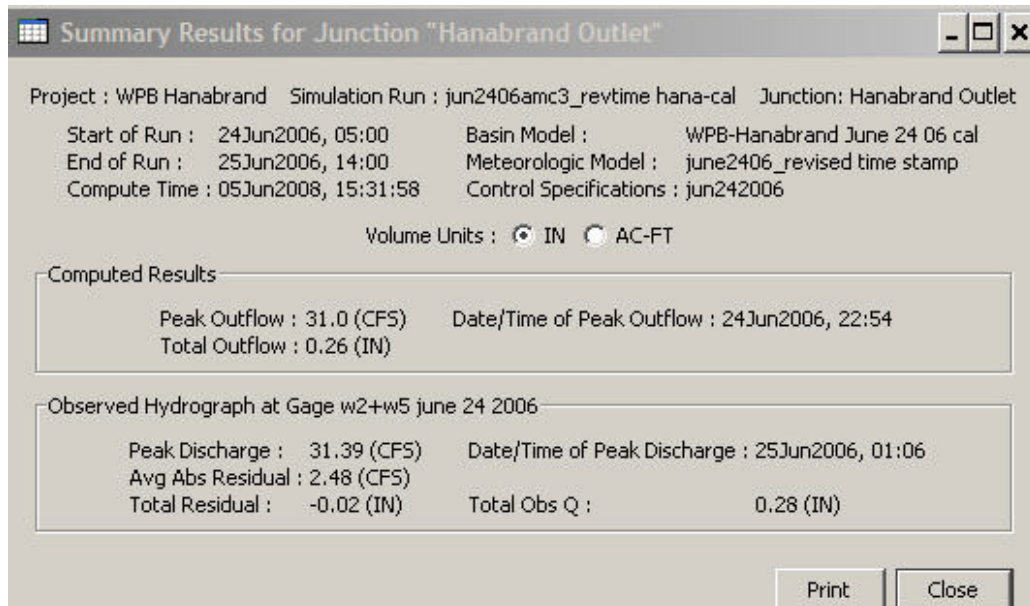 Summary Results for Junction "Hanabrand Outlet"
Project : WPB Hanabrand Simulation Run : jun2406amc3_revtime hana-cal Junction: Hanabrand Outlet
Start of Run : 24Jun2006, 05:00 Basin Model : WPB-Hanabrand June 24 06 cal
End of Run : 25Jun2006, 14:00 Meteorologic Model : june2406_revised time stamp
Compute Time : 05Jun2008, 15:31:58 Control Specifications : jun242006
Volume Units : IN AC-FT
Computed Results
Peak Outflow : 31.0 (CFS) Date/Time of Peak Outflow : 24Jun2006, 22:54
Total Outflow : 0.26 (IN)
Observed Hydrograph at Gage w2+w5 june 24 2006
Peak Discharge : 31.39 (CFS) Date/Time of Peak Discharge : 25Jun2006, 01:06
Avg Abs Residual : 2.48 (CFS)
Total Residual : -0.02 (IN) Total Obs Q : 0.28 (IN)
Print Close